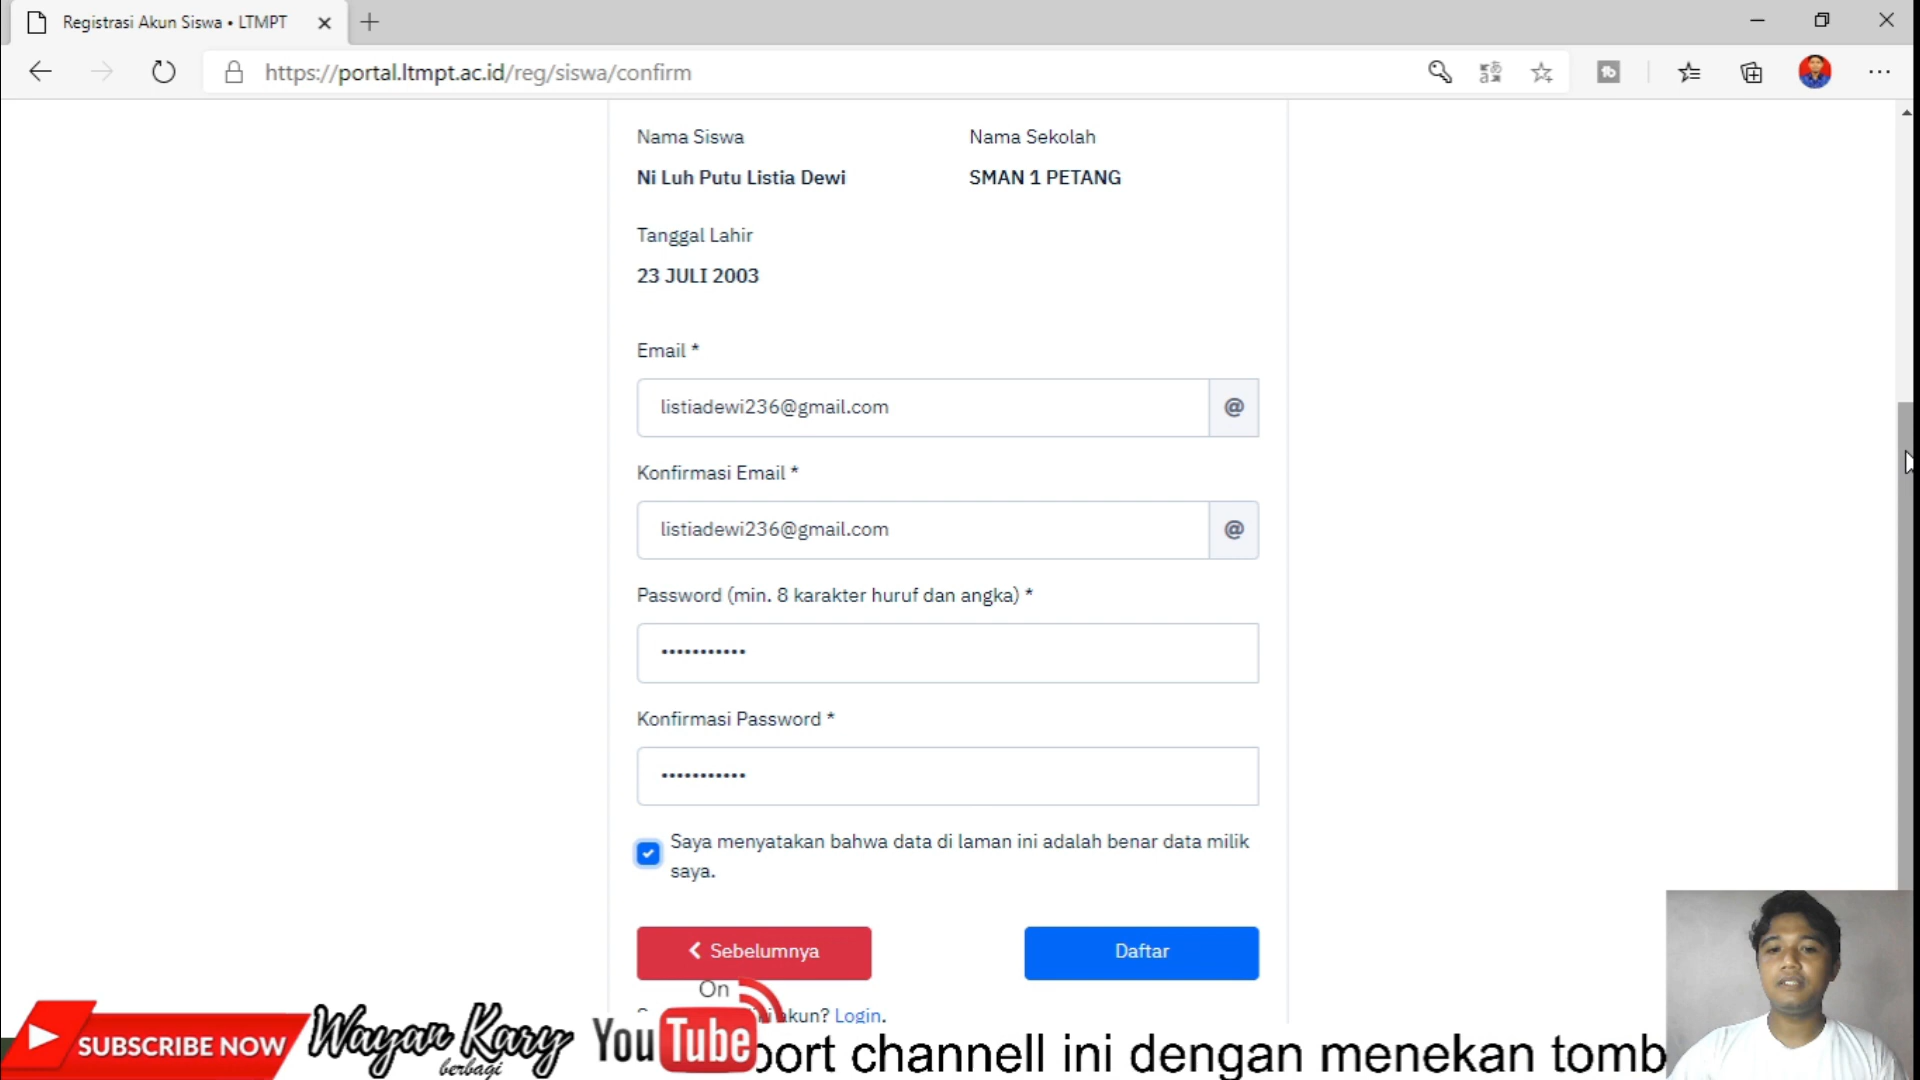 Registrasi Akun Siswa • LTMPT
https://portal.ltmpt.ac.id/reg/siswa/confirm
Nama Siswa
Nama Sekolah
Ni Luh Putu Listia Dewi
SMAN 1 PETANG
Tanggal Lahir
23 JULI 2003
Email *
listiadewi236@gmail.com
@
Konfirmasi Email *
listiadewi236@gmail.com
@
Password (min. 8 karakter huruf dan angka) *
•••••••••••
Konfirmasi Password *
•••••••••••
Saya menyatakan bahwa data di laman ini adalah benar data milik
saya.
Sebelumnya
Daftar
On
akun? Login.
SUBSCRIBE NOW
Wayan Kary
berbagi
YouTube
port channell ini dengan menekan tomb